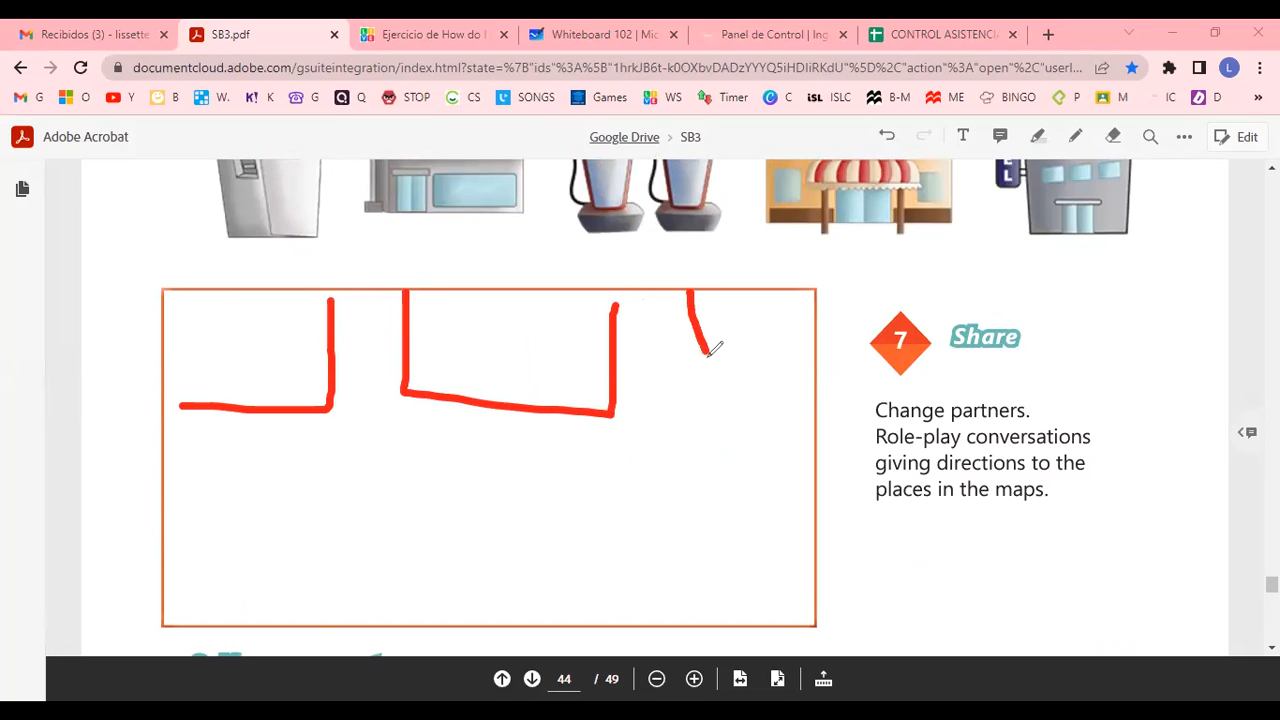 Recibidos (3) - lissette
SB3.pdf
Ejercicio de How do I
Whiteboard 102 | Mic
Panel de Control | Ing
CONTROL ASISTENCI
documentcloud.adobe.com/gsuiteintegration/index.html?state=%7B"ids"%3A%5B"1hrkJB6t-k0OXbvDADzYYYQ5iHDIiRKdU"%5D%2C"action"%3A"open"%2C"userI...
L
G
O
Y
B
W.
K!
G
Q
STOP
CS
SONGS
Games
WS
Timer
C
ISLC
B-M
ME
BINGO
P
M
IC
D
»
Adobe Acrobat
Google Drive > SB3
Edit
EL
7
Share
Change partners.
Role-play conversations
giving directions to the
places in the maps.
44 / 49